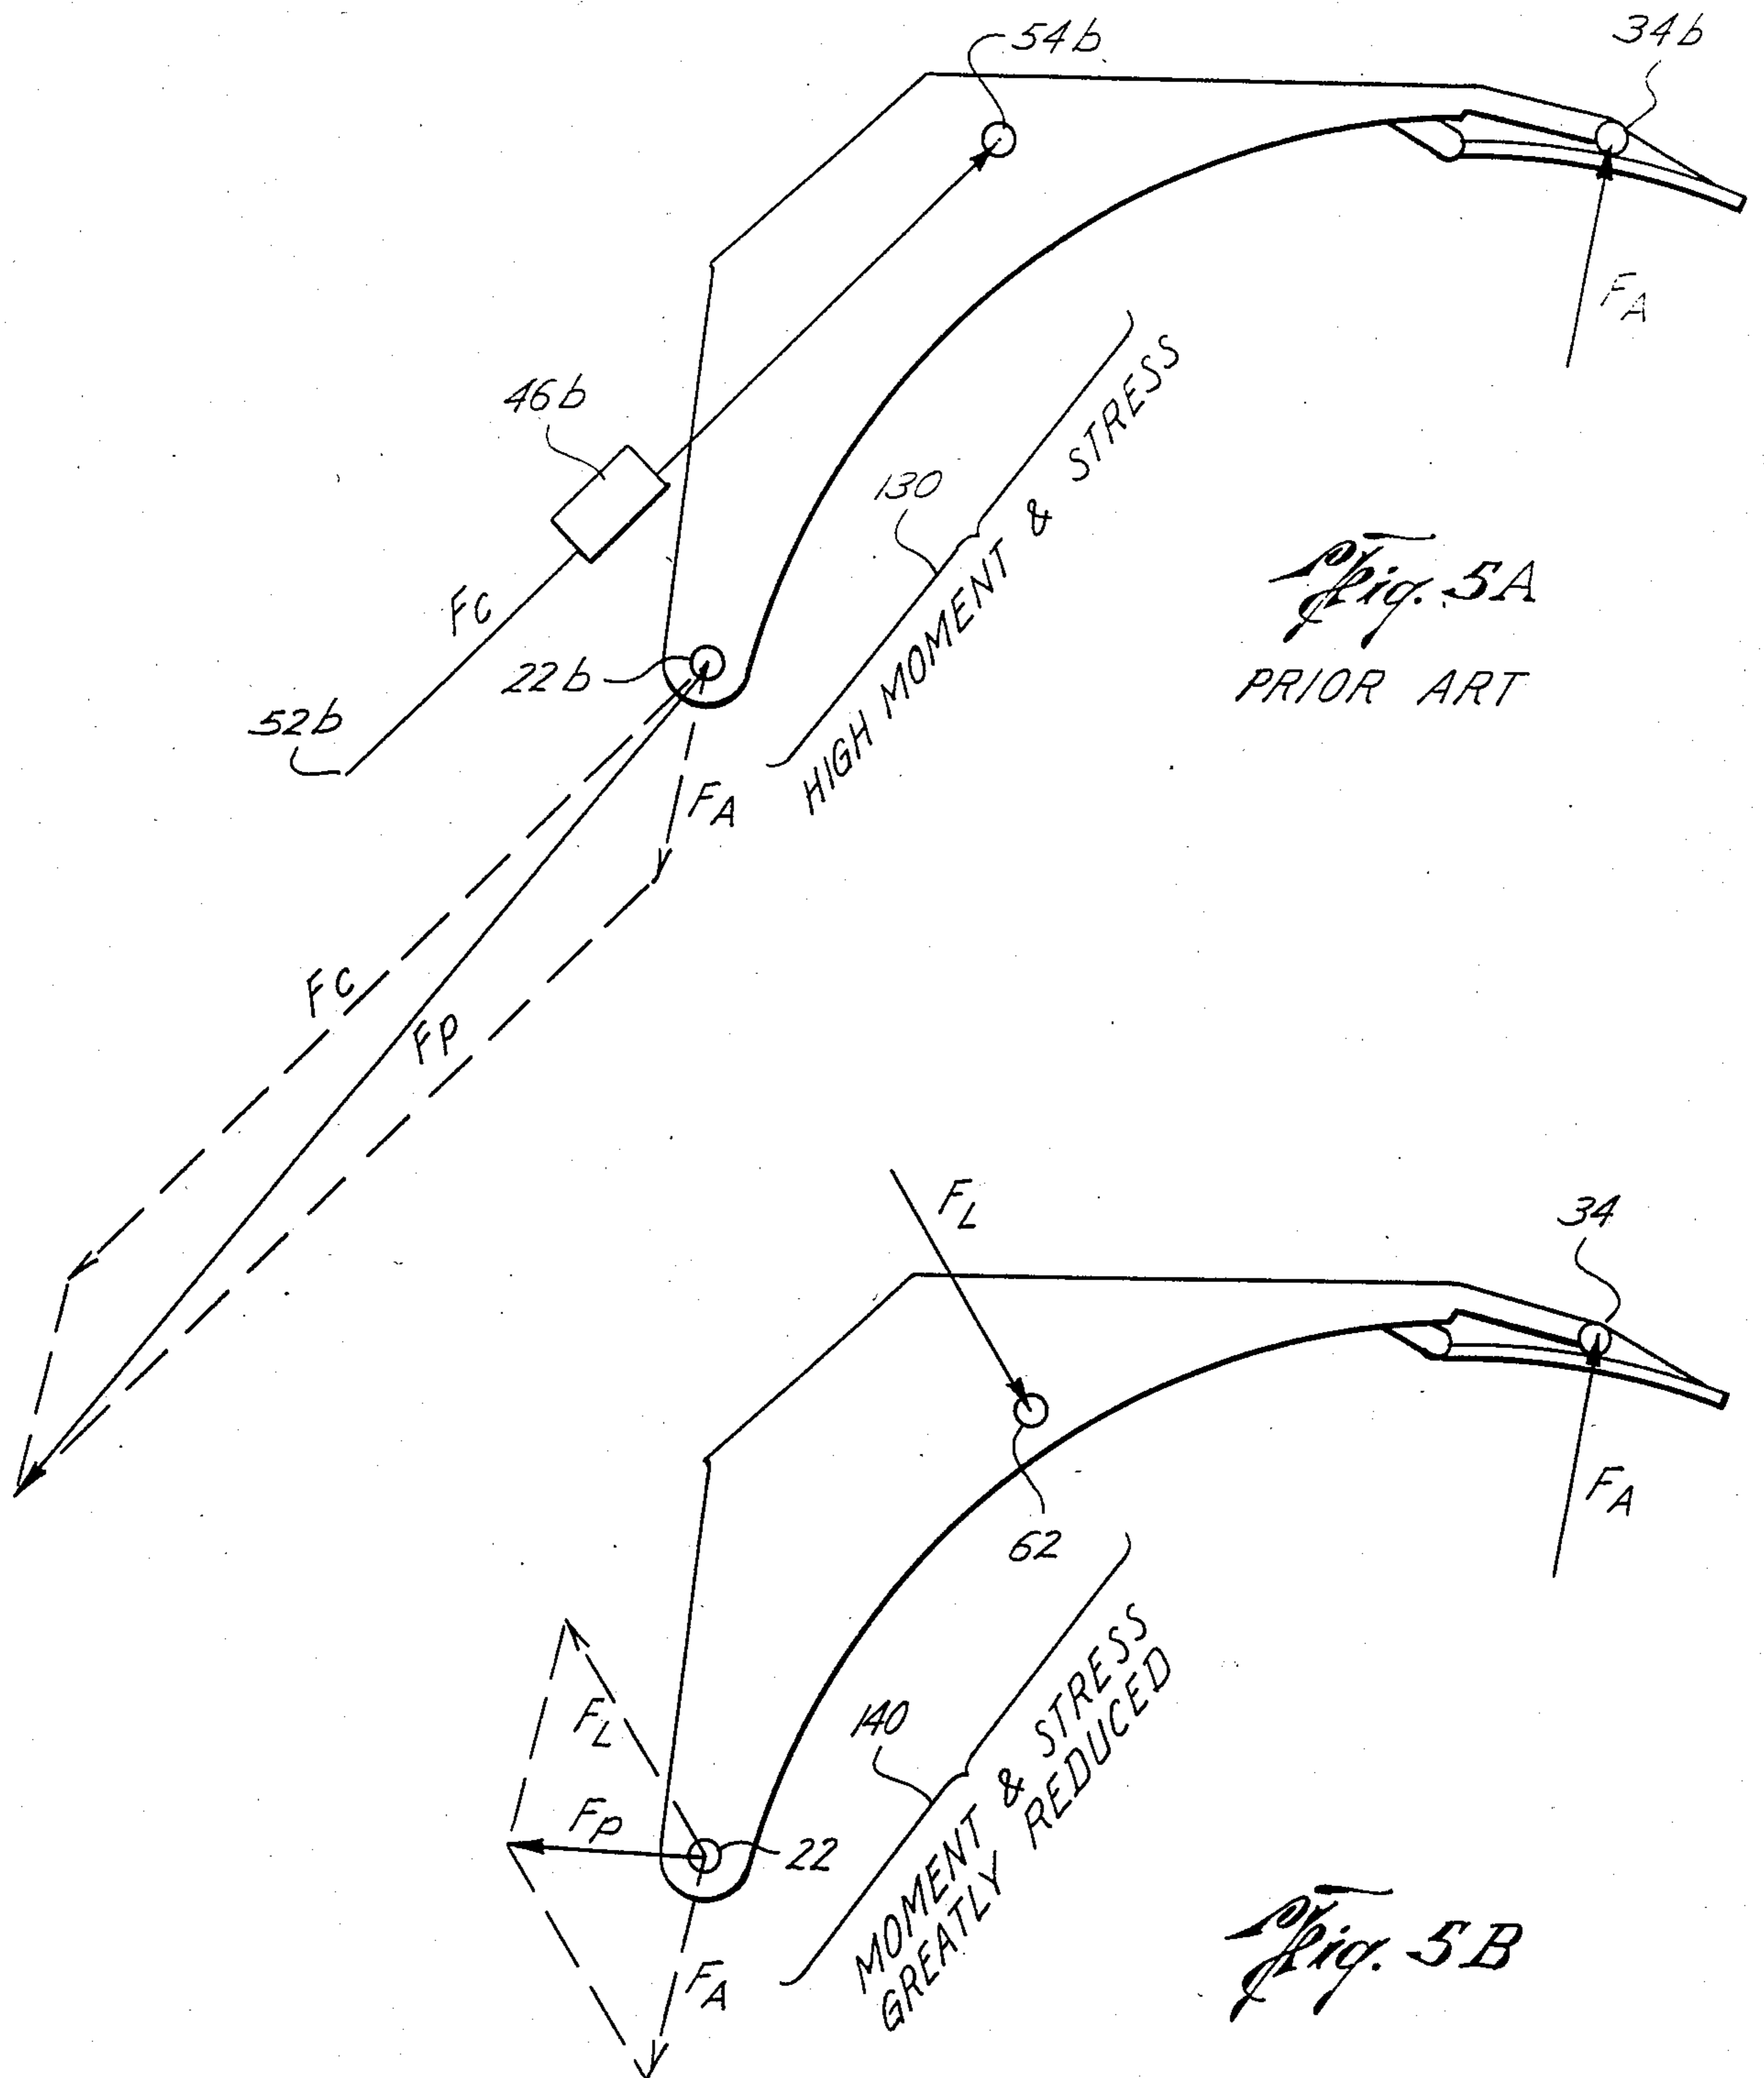 54b
34b
FA
46b
130
HIGH MOMENT & STRESS
Fig. 5A
PRIOR ART
FC
22b
52b
FA
FC
FP
FL
34
62
FA
FL
140
MOMENT & STRESS
GREATLY REDUCED
FP
22
FA
Fig. 5B